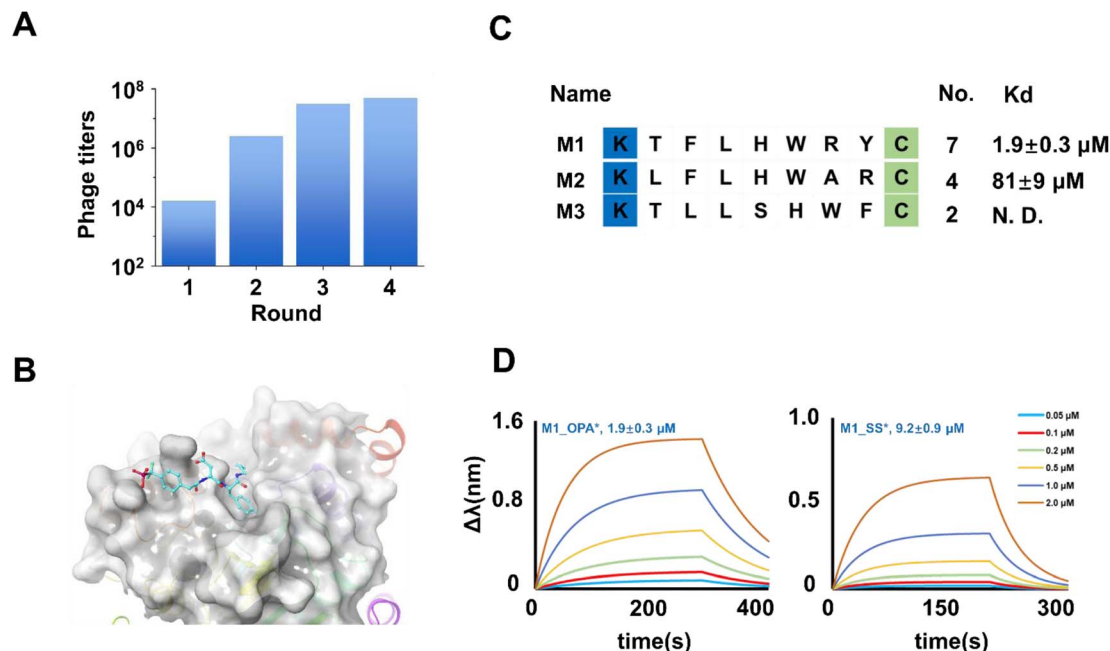 A
Phage titers
10⁸
10⁶
10⁴
10²
1 2 3 4
Round
B
C
Name No. Kd
M1 K T F L H W R Y C 7 1.9±0.3 µM
M2 K L F L H W A R C 4 81±9 µM
M3 K T L L S H W F C 2 N. D.
D
Δλ(nm)
1.6
0.8
0
M1_OPA*, 1.9±0.3 µM
0 200 400
time(s)
1.0
0.5
0
M1_SS*, 9.2±0.9 µM
0 150 300
time(s)
0.05 µM
0.1 µM
0.2 µM
0.5 µM
1.0 µM
2.0 µM